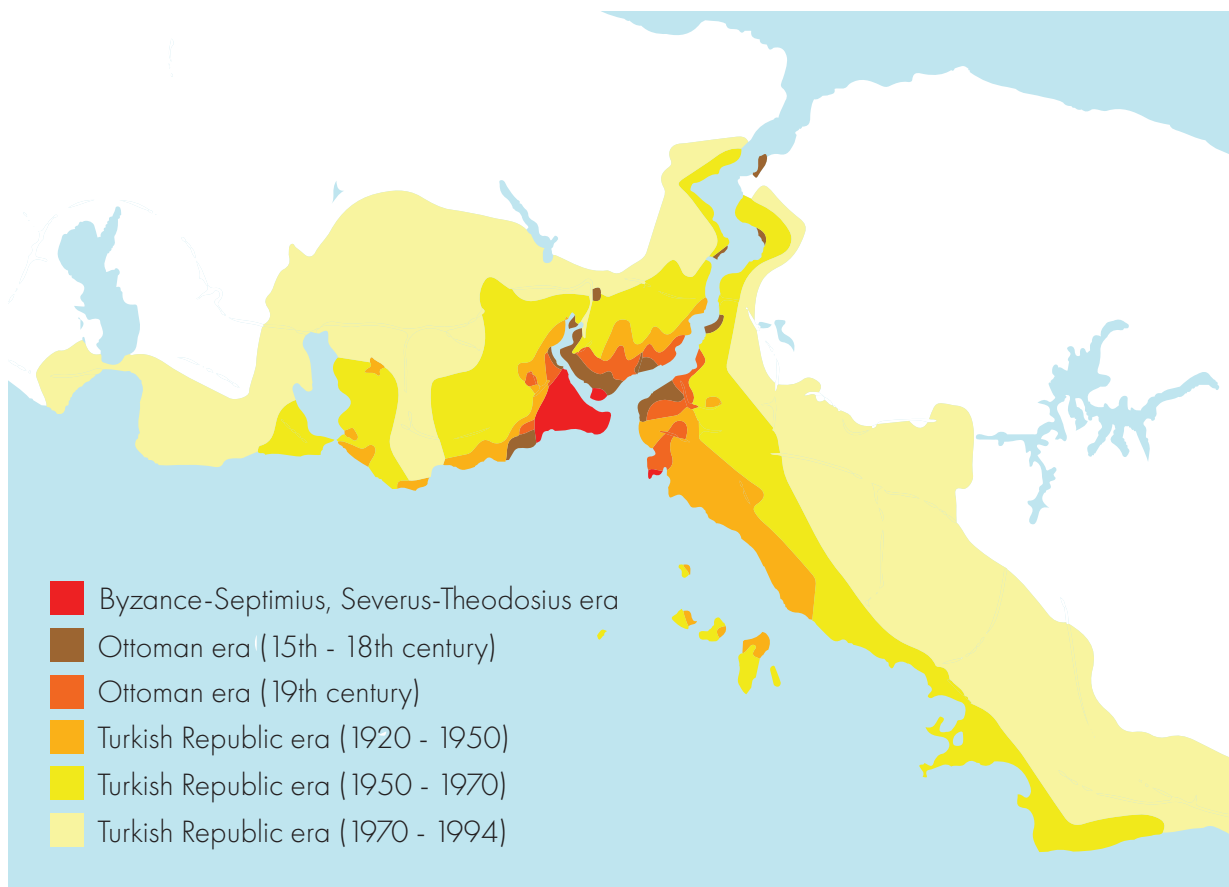 Byzance-Septimius, Severus-Theodosius era
Ottoman era (15th - 18th century)
Ottoman era (19th century)
Turkish Republic era (1920 - 1950)
Turkish Republic era (1950 - 1970)
Turkish Republic era (1970 - 1994)